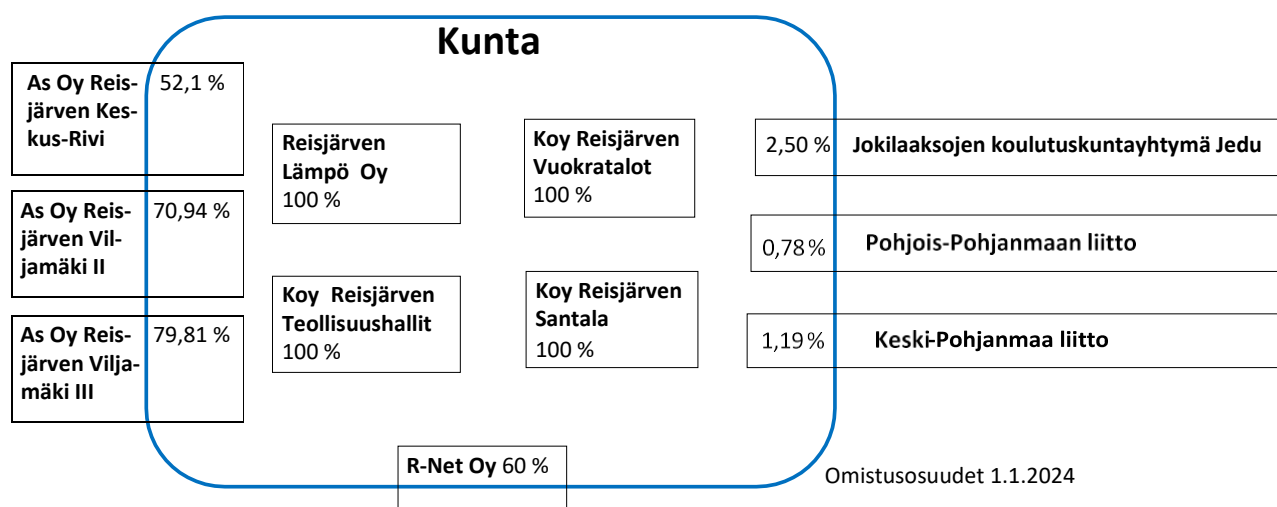 Kunta
As Oy Reis-
järven Kes-
kus-Rivi
52,1 %
As Oy Reis-
järven Vil-
jamäki II
70,94 %
As Oy Reis-
järven Vilja-
mäki III
79,81 %
Reisjärven
Lämpö Oy
100 %
Koy Reisjärven
Vuokratalot
100 %
Koy Reisjärven
Teollisuushallit
100 %
Koy Reisjärven
Santala
100 %
2,50 % Jokilaaksojen koulutuskuntayhtymä Jedu
0,78 % Pohjois-Pohjanmaan liitto
1,19 % Keski-Pohjanmaa liitto
R-Net Oy 60 %
Omistusosuudet 1.1.2024